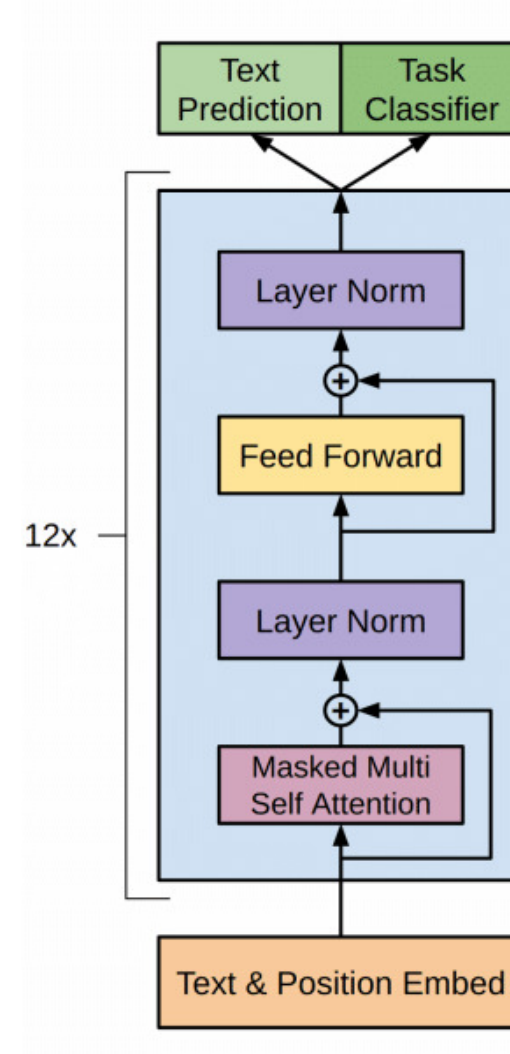 Text
Prediction
Task
Classifier
Layer Norm
+
Feed Forward
12x
Layer Norm
+
Masked Multi
Self Attention
Text & Position Embed